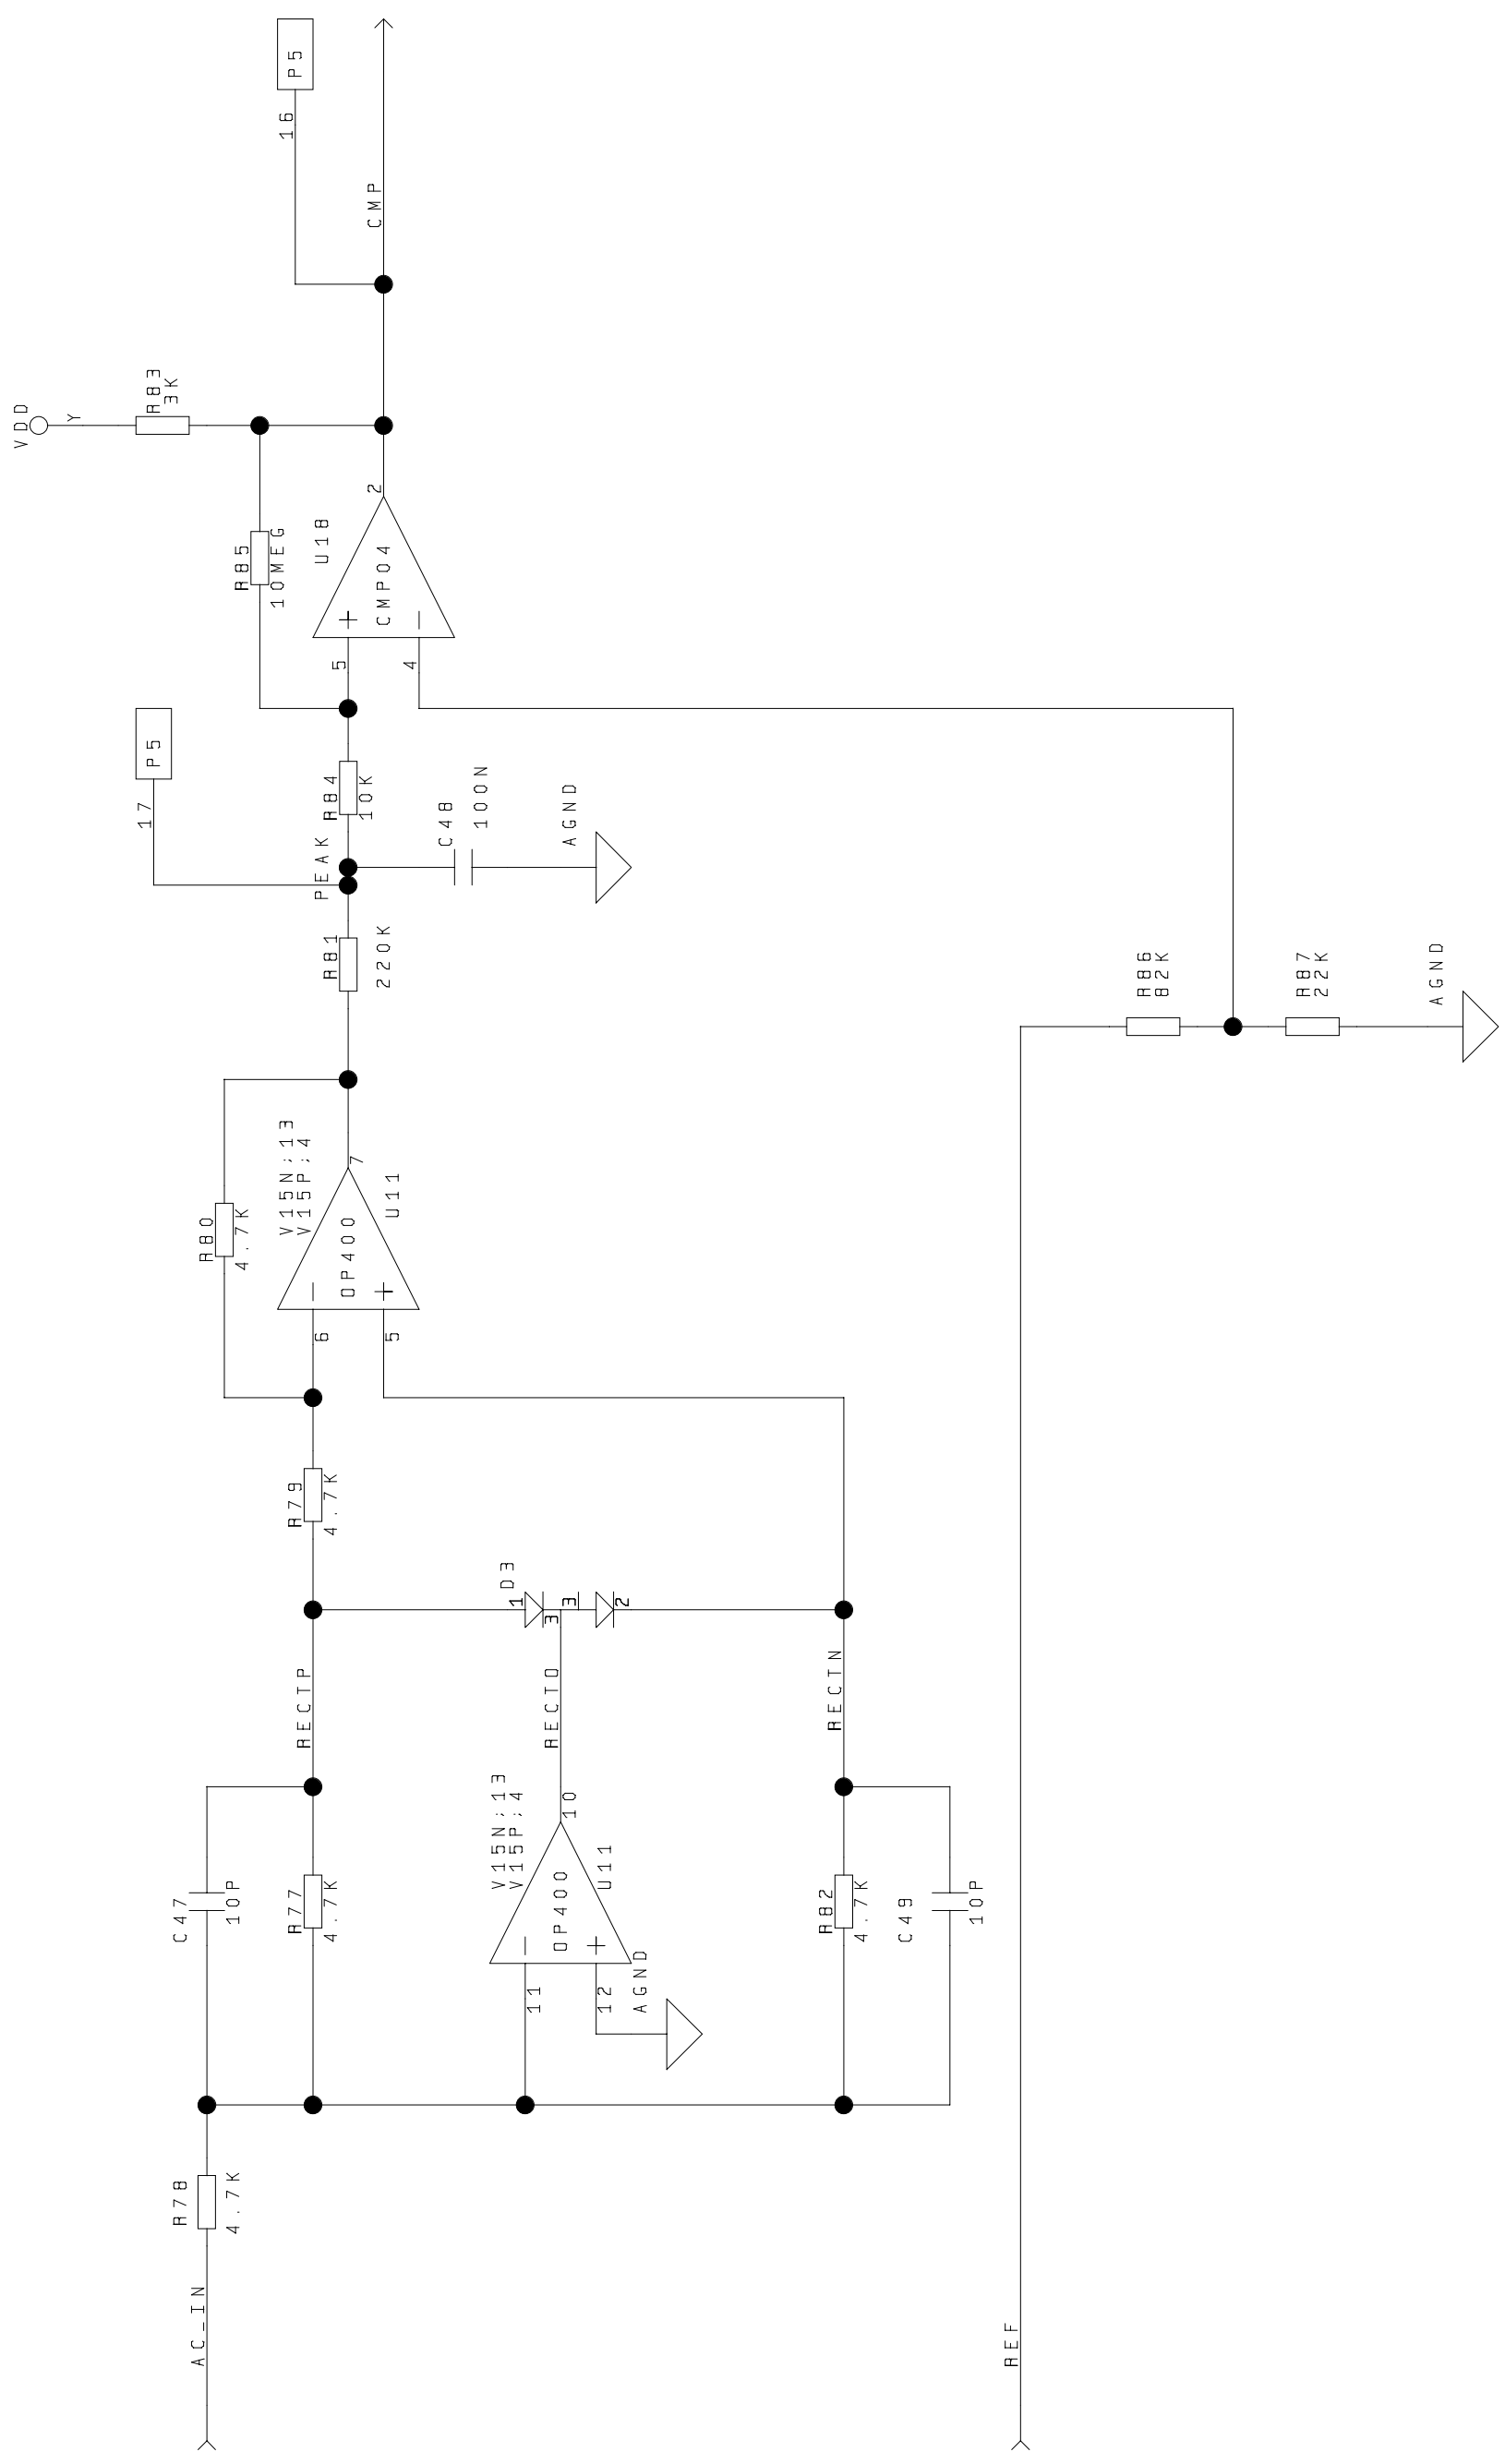 P5
16
CMP
VDD
Y
R83
3K
2
U18
CMP04
+
-
R85
10MEG
5
4
P5
17
R84
10K
PEAK
C48
100N
AGND
R81
220K
R86
82K
R87
22K
AGND
R80
4.7K
V15N;13
V15P;4
7
U11
OP400
-
+
6
5
R79
4.7K
D3
1
3
3
2
RECTP
RECTO
RECTN
V15N;13
V15P;4
10
U11
OP400
-
+
11
12
AGND
C47
10P
R77
4.7K
R82
4.7K
C49
10P
R78
4.7K
AC_IN
REF